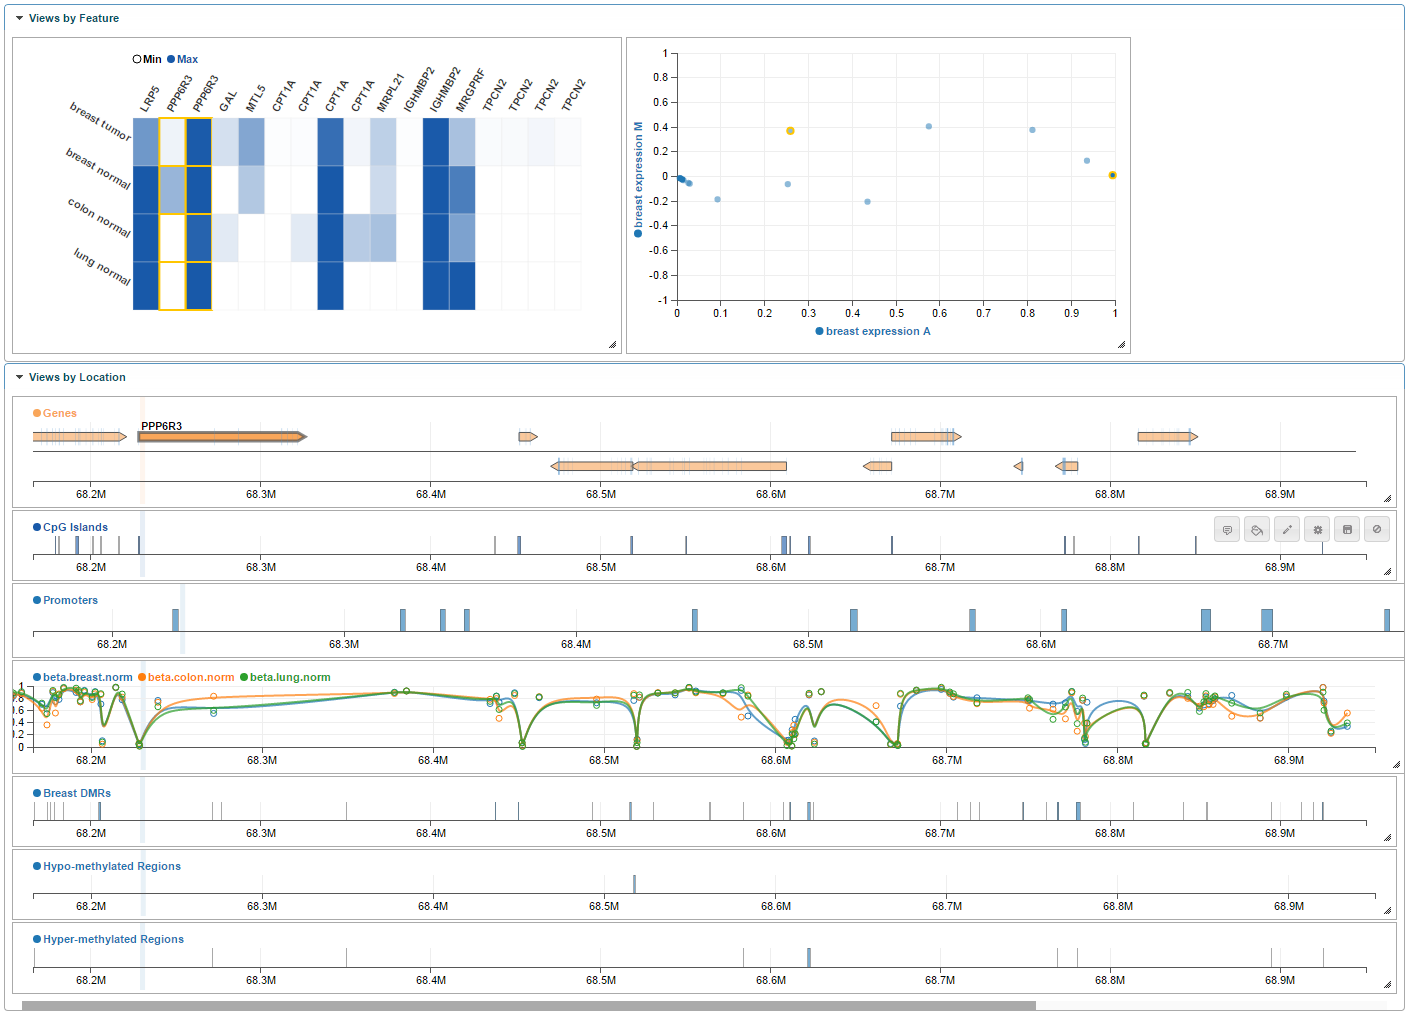 Views by Feature
Min Max
LRP5 PPP6R3 PPP6R3 GAL MTL5 CPT1A CPT1A CPT1A CPT1A MRPL21 IGHMBP2 IGHMBP2 MRGPRF TPCN2 TPCN2 TPCN2 TPCN2
breast tumor
breast normal
colon normal
lung normal
1
0.8
0.6
0.4
0.2
0
-0.2
-0.4
-0.6
-0.8
-1
breast expression M
0 0.1 0.2 0.3 0.4 0.5 0.6 0.7 0.8 0.9 1
breast expression A
Views by Location
Genes
PPP6R3
68.2M 68.3M 68.4M 68.5M 68.6M 68.7M 68.8M 68.9M
CpG Islands
68.2M 68.3M 68.4M 68.5M 68.6M 68.7M 68.8M 68.9M
Promoters
68.2M 68.3M 68.4M 68.5M 68.6M 68.7M
beta.breast.norm beta.colon.norm beta.lung.norm
1
0.8
0.6
0.4
0.2
0
68.2M 68.3M 68.4M 68.5M 68.6M 68.7M 68.8M 68.9M
Breast DMRs
68.2M 68.3M 68.4M 68.5M 68.6M 68.7M 68.8M 68.9M
Hypo-methylated Regions
68.2M 68.3M 68.4M 68.5M 68.6M 68.7M 68.8M 68.9M
Hyper-methylated Regions
68.2M 68.3M 68.4M 68.5M 68.6M 68.7M 68.8M 68.9M